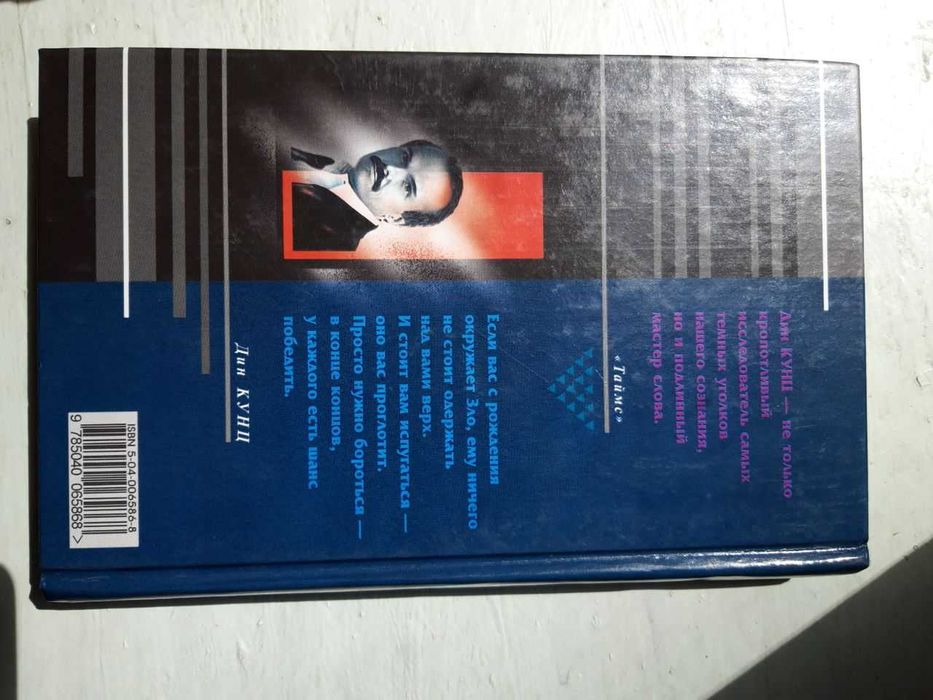 Дин КУНЦ — не только
кропотливый
исследователь самых
темных уголков
нашего сознания,
но и подлинный
мастер слова.
«Таймс»
Если вас с рождения
окружает Зло, ему ничего
не стоит одержать
над вами верх.
И стоит вам испугаться —
оно вас проглотит.
Просто нужно бороться —
в конце концов,
у каждого есть шанс
победить.
Дин КУНЦ
ISBN 5-04-006586-8
9 785040 065868 >